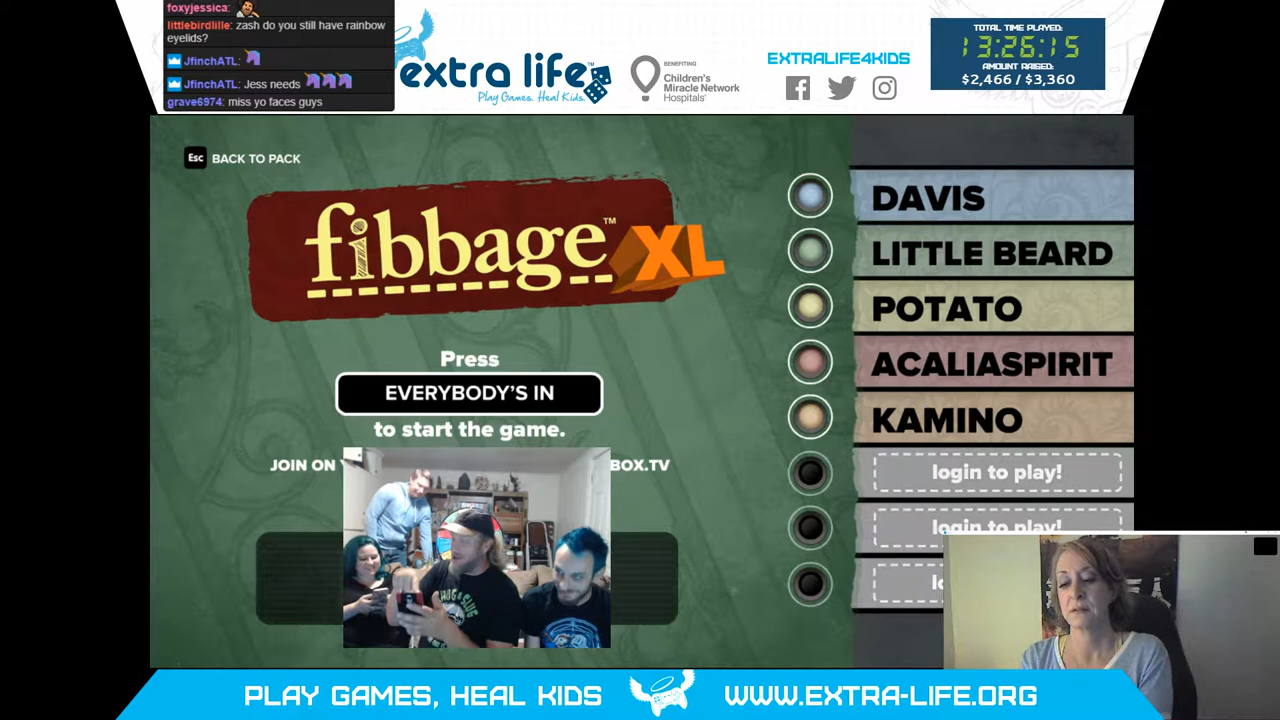 foxyjessica:
littlebirdlille: zash do you still have rainbow
eyelids?
JfinchATL:
JfinchATL: Jess needs
grave6974: miss yo faces guys
extra life
Play Games. Heal Kids.
BENEFITING
Children's
Miracle Network
Hospitals
EXTRALIFE4KIDS
TOTAL TIME PLAYED:
13:26:15
AMOUNT RAISED:
$2,466 / $3,360
Esc BACK TO PACK
fibbage™ XL
Press
EVERYBODY'S IN
to start the game.
JOIN ON BOX.TV
DAVIS
LITTLE BEARD
POTATO
ACALIASPIRIT
KAMINO
login to play!
login to play!
PLAY GAMES, HEAL KIDS
WWW.EXTRA-LIFE.ORG